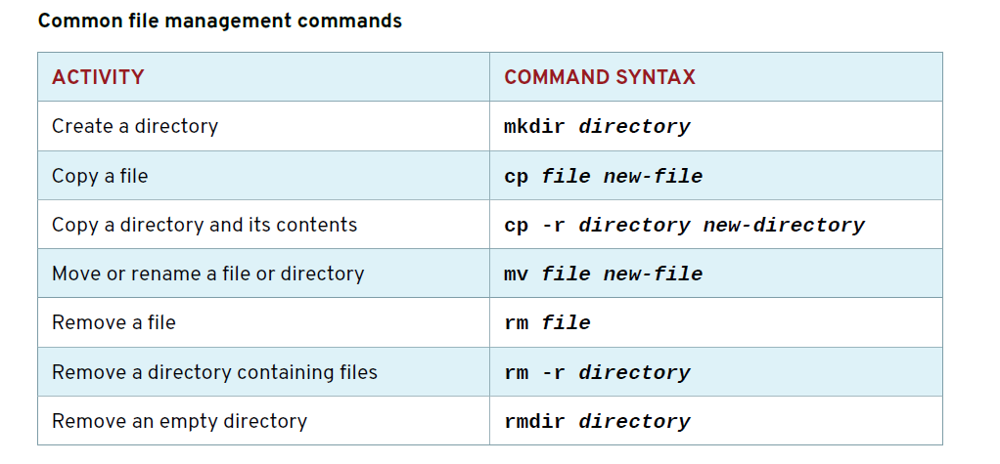 Common file management commands
ACTIVITY COMMAND SYNTAX
Create a directory mkdir directory
Copy a file cp file new-file
Copy a directory and its contents cp -r directory new-directory
Move or rename a file or directory mv file new-file
Remove a file rm file
Remove a directory containing files rm -r directory
Remove an empty directory rmdir directory